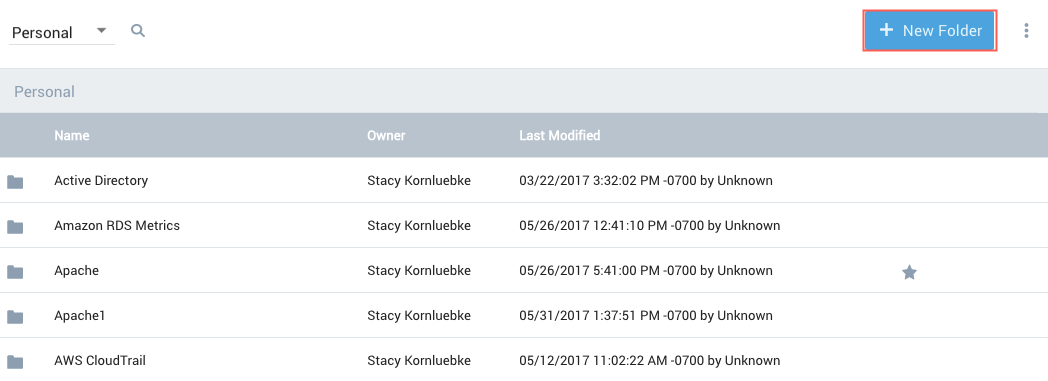 Personal
+ New Folder
Personal
Name Owner Last Modified
Active Directory Stacy Kornluebke 03/22/2017 3:32:02 PM -0700 by Unknown
Amazon RDS Metrics Stacy Kornluebke 05/26/2017 12:41:10 PM -0700 by Unknown
Apache Stacy Kornluebke 05/26/2017 5:41:00 PM -0700 by Unknown
Apache1 Stacy Kornluebke 05/31/2017 1:37:51 PM -0700 by Unknown
AWS CloudTrail Stacy Kornluebke 05/12/2017 11:02:22 AM -0700 by Unknown